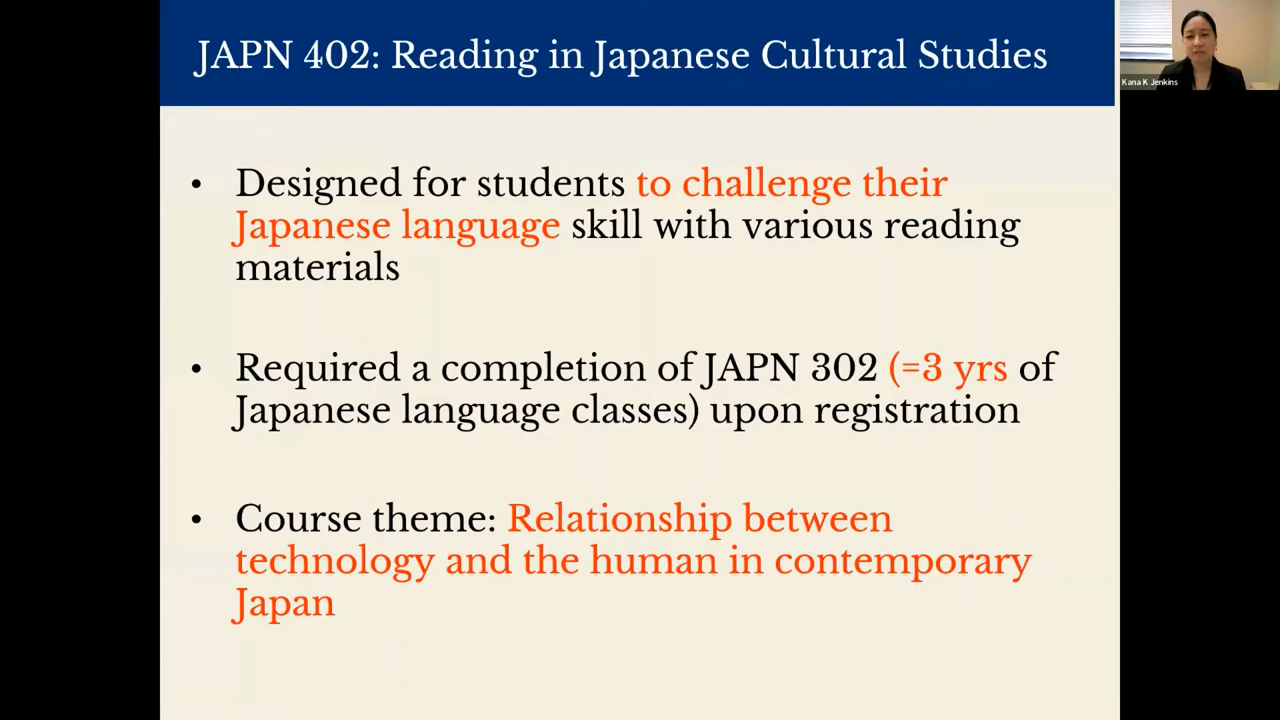 JAPN 402: Reading in Japanese Cultural Studies
Kana K Jenkins
• Designed for students to challenge their
Japanese language skill with various reading
materials
• Required a completion of JAPN 302 (=3 yrs of
Japanese language classes) upon registration
• Course theme: Relationship between
technology and the human in contemporary
Japan